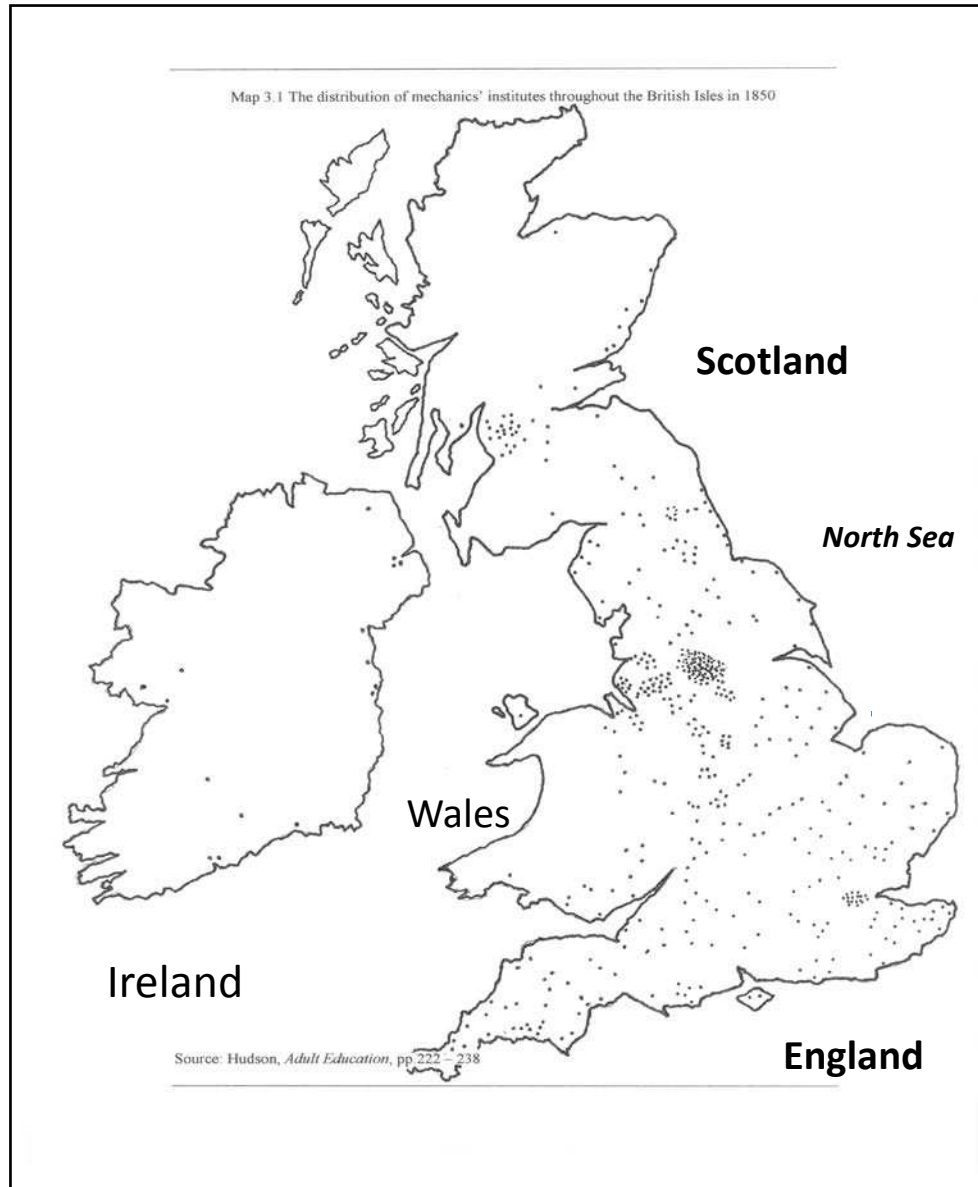 Map 3.1 The distribution of mechanics' institutes throughout the British Isles in 1850
Scotland
North Sea
Wales
Ireland
England
Source: Hudson, Adult Education, pp.222 – 238